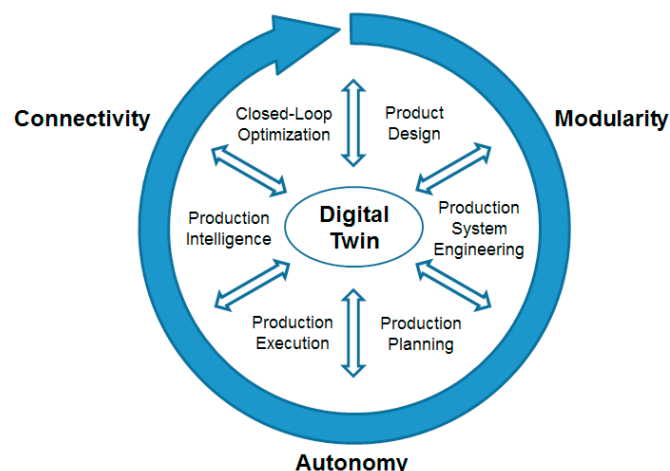 Connectivity
Modularity
Closed-Loop
Optimization
Product
Design
Production
Intelligence
Digital
Twin
Production
System
Engineering
Production
Execution
Production
Planning
Autonomy